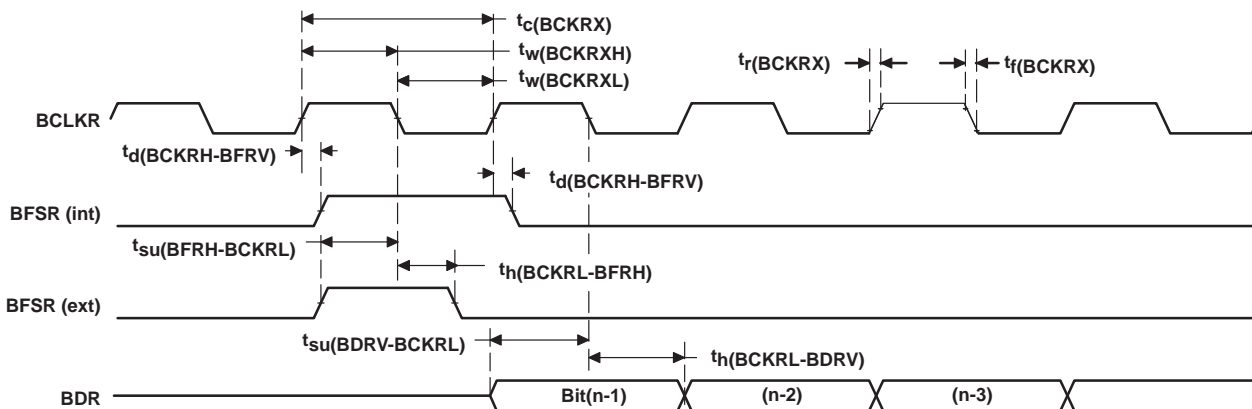 tc(BCKRX)
tw(BCKRXH)
tr(BCKRX)
tf(BCKRX)
tw(BCKRXL)
BCLKR
td(BCKRH-BFRV)
td(BCKRH-BFRV)
BFSR (int)
tsu(BFRH-BCKRL)
th(BCKRL-BFRH)
BFSR (ext)
tsu(BDRV-BCKRL)
th(BCKRL-BDRV)
BDR
Bit(n-1)
(n-2)
(n-3)